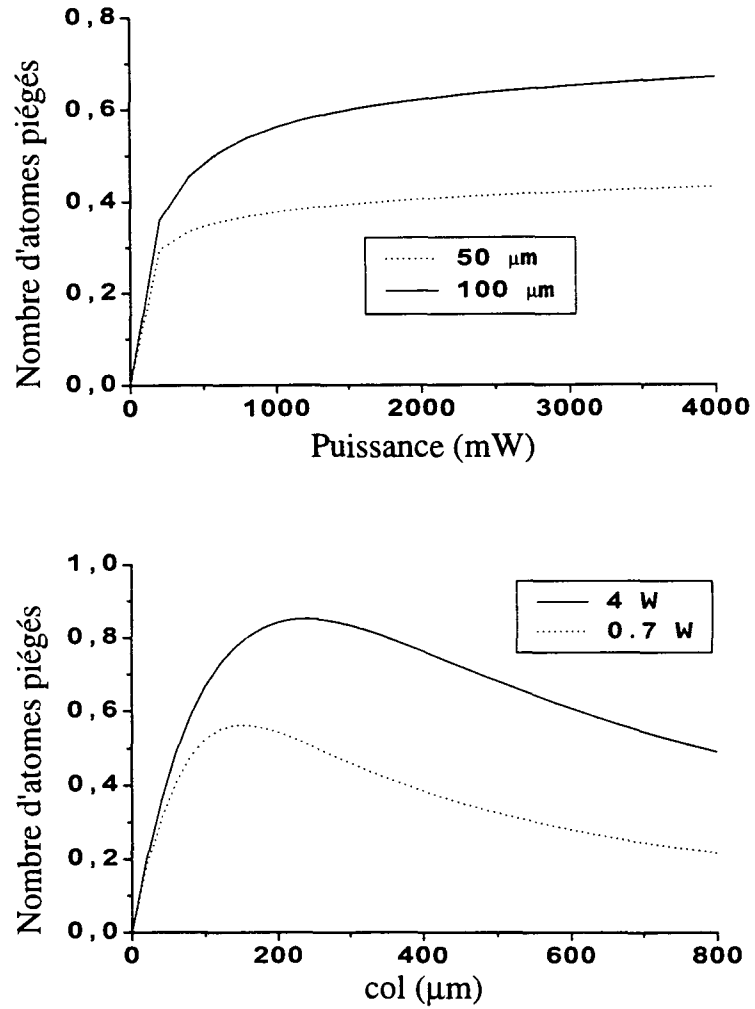 Nombre d'atomes piégés
0,8
0,6
0,4
0,2
0,0
50 μm
100 μm
0 1000 2000 3000 4000
Puissance (mW)
Nombre d'atomes piégés
1,0
0,8
0,6
0,4
0,2
0,0
4 W
0.7 W
0 200 400 600 800
col (μm)